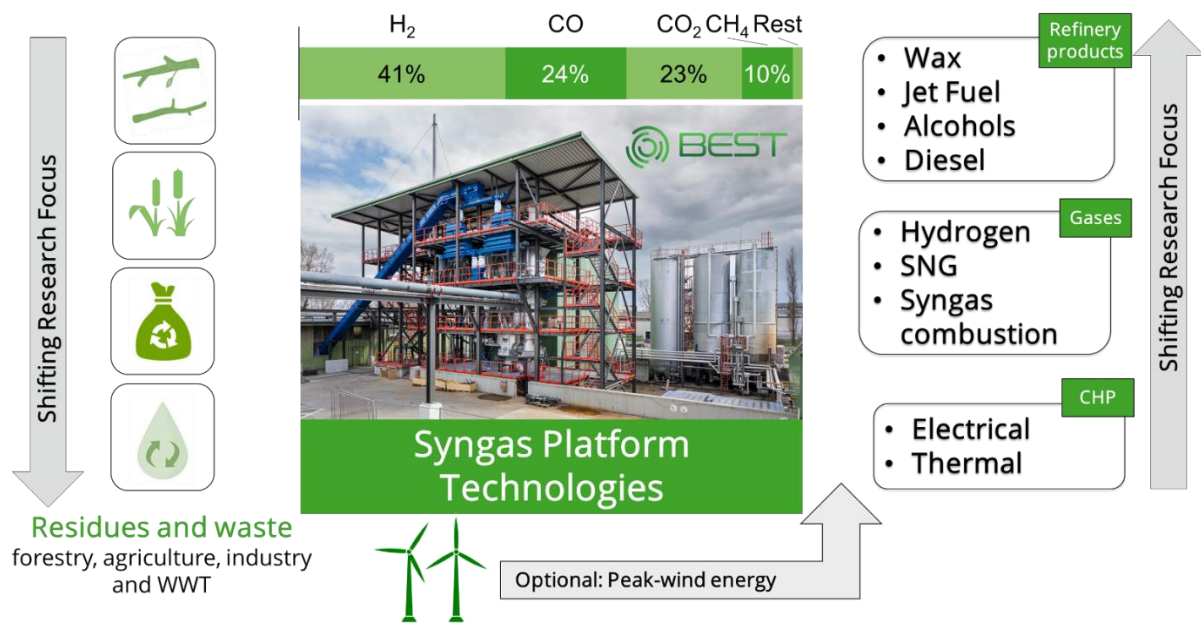 H₂ CO CO₂ CH₄ Rest
41% 24% 23% 10%
Shifting Research Focus
BEST
Syngas Platform
Technologies
Residues and waste
forestry, agriculture, industry
and WWT
Optional: Peak-wind energy
Refinery
products
• Wax
• Jet Fuel
• Alcohols
• Diesel
Gases
• Hydrogen
• SNG
• Syngas
combustion
CHP
• Electrical
• Thermal
Shifting Research Focus